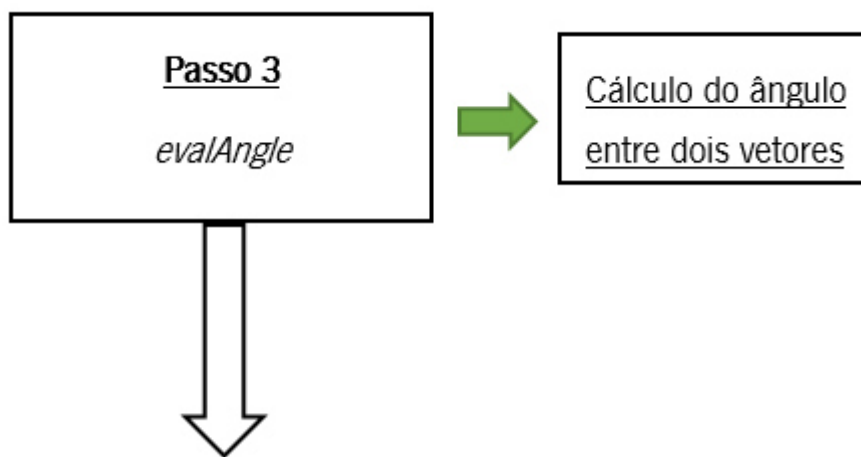 Passo 3
evalAngle
Cálculo do ângulo
entre dois vetores